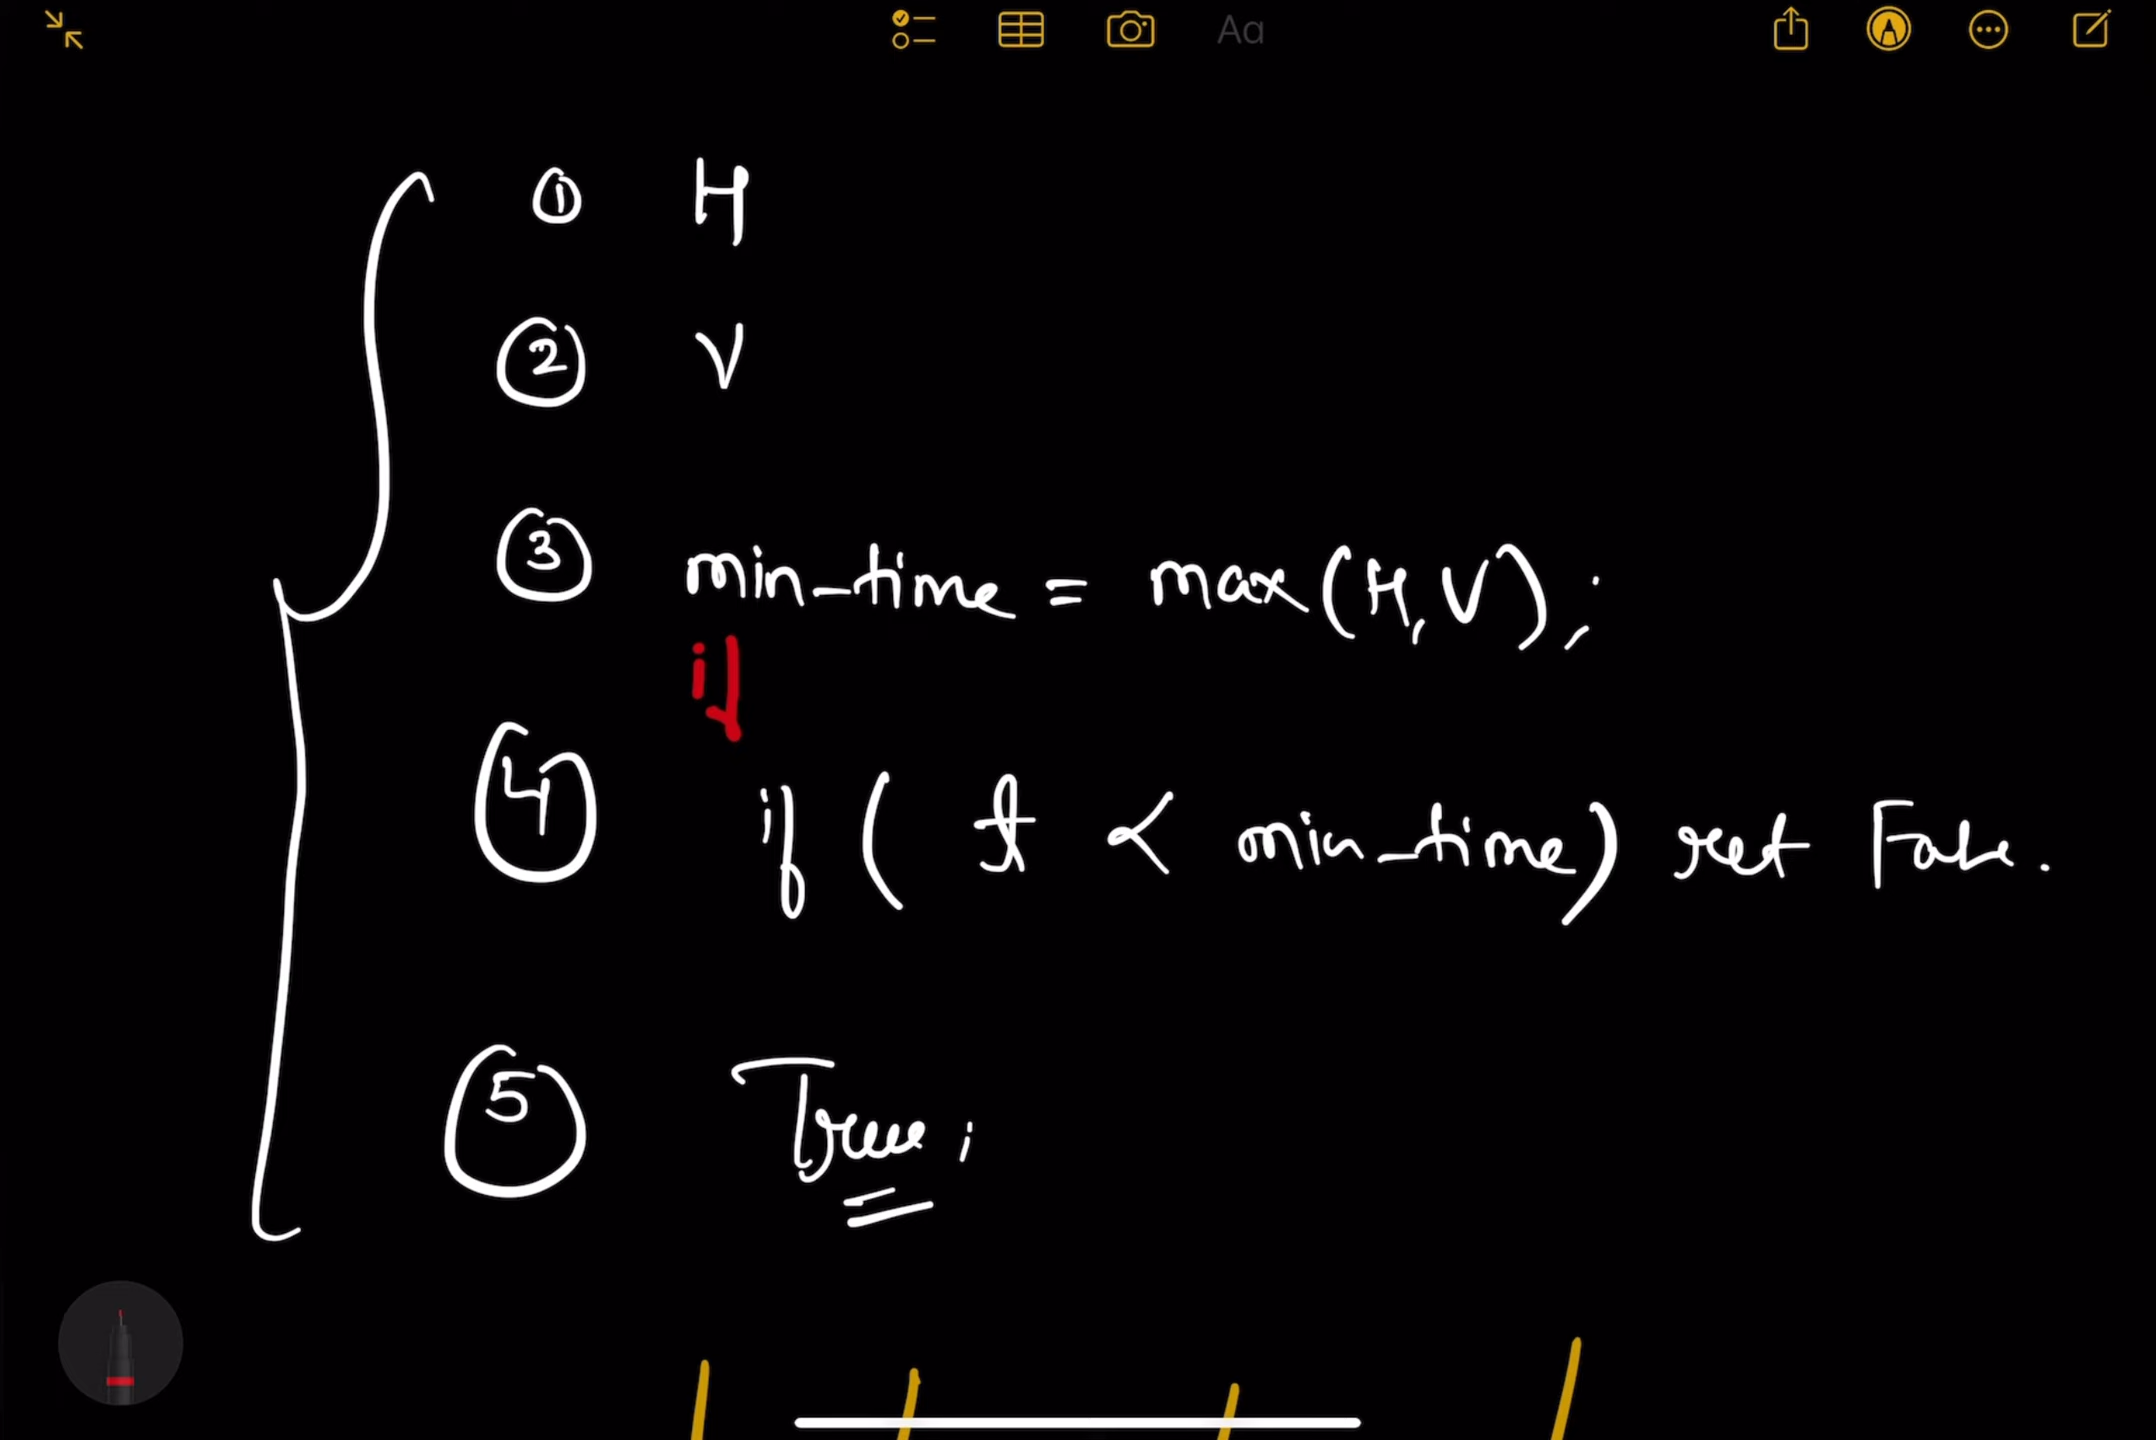 ① H
② V
③ min_time = max(H,V);
if
④ if ( t < min_time) ret False.
⑤ True;
Aa